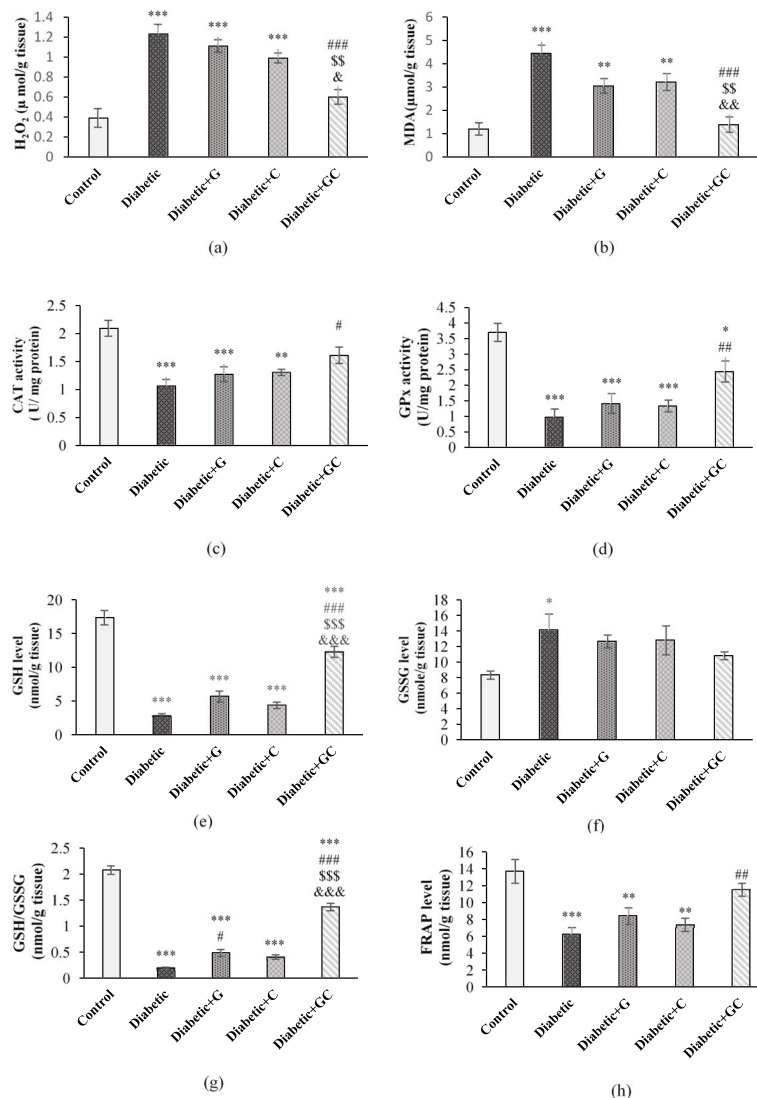 H₂O₂ (µ mol/g tissue)
1.4
1.2
1
0.8
0.6
0.4
0.2
0
***
***
***
###
$$
&
Control
Diabetic
Diabetic+G
Diabetic+C
Diabetic+GC
(a)
MDA(µmol/g tissue)
6
5
4
3
2
1
0
***
**
**
###
$$
&&
Control
Diabetic
Diabetic+G
Diabetic+C
Diabetic+GC
(b)
CAT activity
( U/ mg protein)
2.5
2
1.5
1
0.5
0
***
***
**
#
Control
Diabetic
Diabetic+G
Diabetic+C
Diabetic+GC
(c)
GPx activity
(U/mg protein)
4.5
4
3.5
3
2.5
2
1.5
1
0.5
0
***
***
***
*
##
Control
Diabetic
Diabetic+G
Diabetic+C
Diabetic+GC
(d)
GSH level
(nmol/g tissue)
20
15
10
5
0
***
***
***
***
###
$$$
&&&
Control
Diabetic
Diabetic+G
Diabetic+C
Diabetic+GC
(e)
GSSG level
(nmole/g tissue)
18
16
14
12
10
8
6
4
2
0
*
Control
Diabetic
Diabetic+G
Diabetic+C
Diabetic+GC
(f)
GSH/GSSG
(nmol/g tissue)
2.5
2
1.5
1
0.5
0
***
***
#
***
***
###
$$$
&&&
Control
Diabetic
Diabetic+G
Diabetic+C
Diabetic+GC
(g)
FRAP level
(nmol/g tissue)
16
14
12
10
8
6
4
2
0
***
**
**
##
Control
Diabetic
Diabetic+G
Diabetic+C
Diabetic+GC
(h)